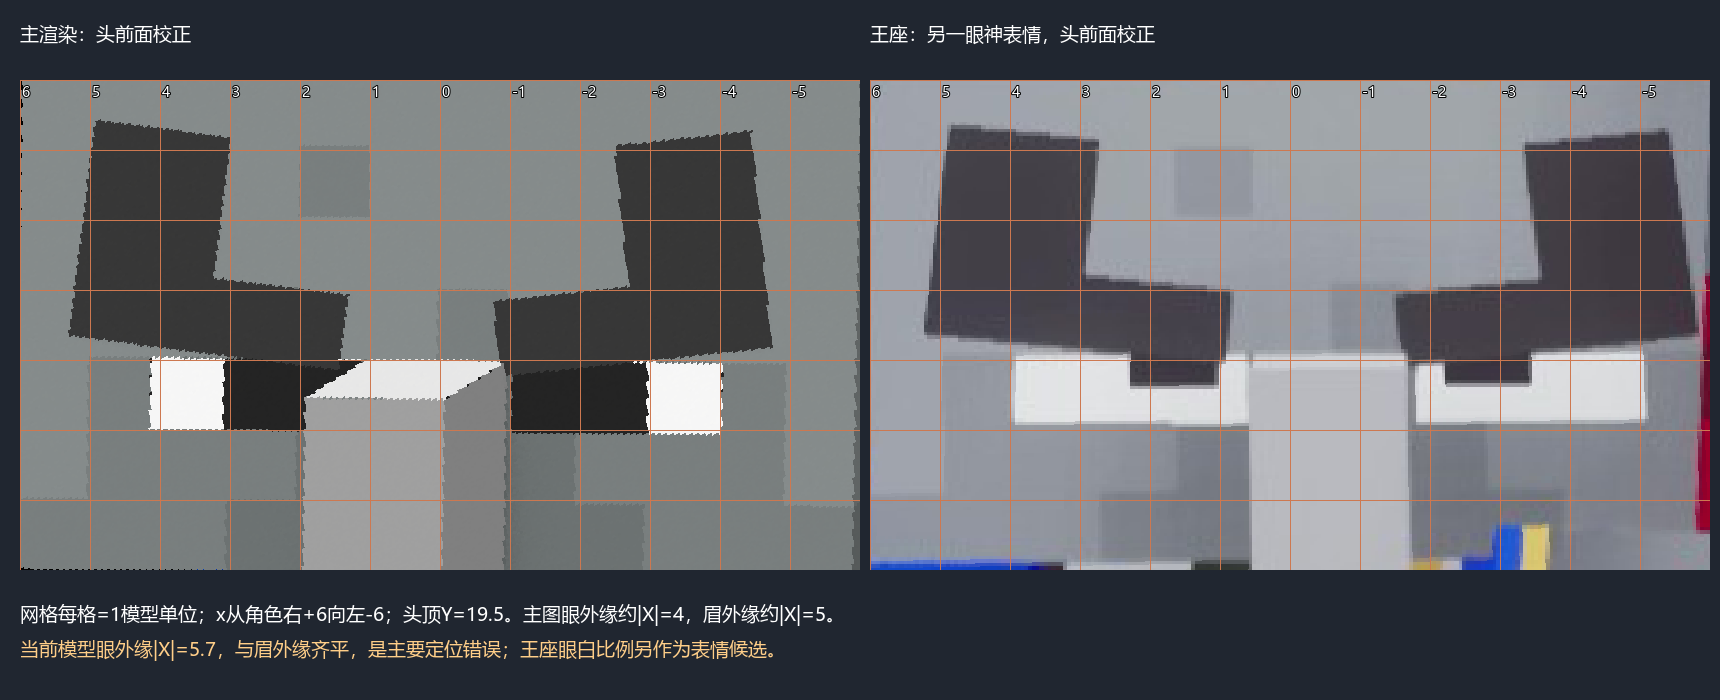 主渲染：头前面校正
王座：另一眼神表情，头前面校正
6 5 4 3 2 1 0 -1 -2 -3 -4 -5
6 5 4 3 2 1 0 -1 -2 -3 -4 -5
网格每格=1模型单位；x从角色右+6向左-6；头顶Y=19.5。主图眼外缘约|X|=4，眉外缘约|X|=5。
当前模型眼外缘|X|=5.7，与眉外缘齐平，是主要定位错误；王座眼白比例另作为表情候选。